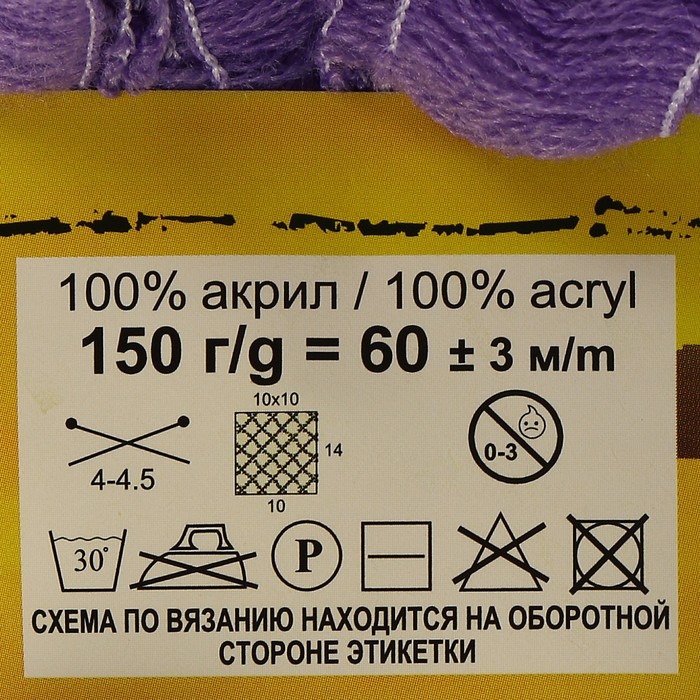 100% акрил / 100% acryl
150 г/g = 60 ± 3 м/m
10x10
14
0-3
4-4.5
10
30°
P
СХЕМА ПО ВЯЗАНИЮ НАХОДИТСЯ НА ОБОРОТНОЙ
СТОРОНЕ ЭТИКЕТКИ